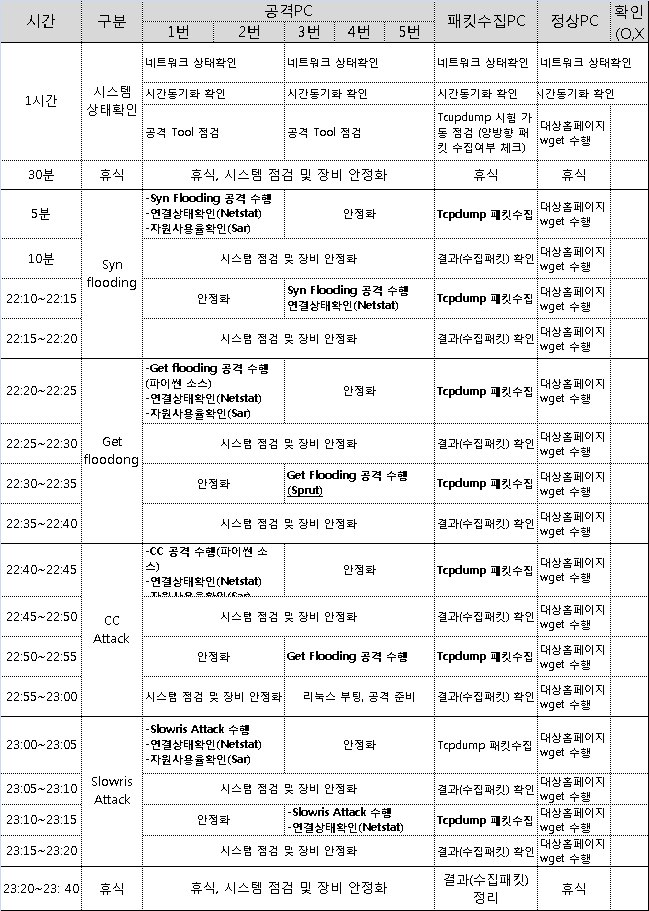 시간 구분 공격PC 패킷수집PC 정상PC 확인
1번 2번 3번 4번 5번 (O,X
네트워크 상태확인 네트워크 상태확인 네트워크 상태확인 네트워크 상태확인
1시간 시스템 상태확인 시간동기화 확인 시간동기화 확인 시간동기화 확인 시간동기화 확인
공격 Tool 점검 공격 Tool 점검 Tcupdump 시험 가
동 점검 (양방향 패
킷 수집여부 체크) 대상홈페이지
wget 수행
30분 휴식 휴식, 시스템 점검 및 장비 안정화 휴식 휴식
5분 Syn
flooding
-Syn Flooding 공격 수행
-연결상태확인(Netstat)
-자원사용율확인(Sar)
안정화 Tcpdump 패킷수집 대상홈페이지
wget 수행
10분 시스템 점검 및 장비 안정화 결과(수집패킷) 확인 대상홈페이지
wget 수행
22:10~22:15 안정화 Syn Flooding 공격 수행
연결상태확인(Netstat) Tcpdump 패킷수집 대상홈페이지
wget 수행
22:15~22:20 시스템 점검 및 장비 안정화 결과(수집패킷) 확인 대상홈페이지
wget 수행
22:20~22:25 Get
floodong
-Get flooding 공격 수행
(파이썬 소스)
-연결상태확인(Netstat)
-자원사용율확인(Sar)
안정화 Tcpdump 패킷수집 대상홈페이지
wget 수행
22:25~22:30 시스템 점검 및 장비 안정화 결과(수집패킷) 확인 대상홈페이지
wget 수행
22:30~22:35 안정화 Get Flooding 공격 수행
(Sprut) Tcpdump 패킷수집 대상홈페이지
wget 수행
22:35~22:40 시스템 점검 및 장비 안정화 결과(수집패킷) 확인 대상홈페이지
wget 수행
22:40~22:45 CC
Attack
-CC 공격 수행(파이썬 소
스)
-연결상태확인(Netstat)
-자원사용율확인(Sar)
안정화 Tcpdump 패킷수집 대상홈페이지
wget 수행
22:45~22:50 시스템 점검 및 장비 안정화 결과(수집패킷) 확인 대상홈페이지
wget 수행
22:50~22:55 안정화 Get Flooding 공격 수행 Tcpdump 패킷수집 대상홈페이지
wget 수행
22:55~23:00 시스템 점검 및 장비 안정화 리눅스 부팅, 공격 준비 결과(수집패킷) 확인 대상홈페이지
wget 수행
23:00~23:05 Slowris
Attack
-Slowris Attack 수행
-연결상태확인(Netstat)
-자원사용율확인(Sar)
안정화 Tcpdump 패킷수집 대상홈페이지
wget 수행
23:05~23:10 시스템 점검 및 장비 안정화 결과(수집패킷) 확인 대상홈페이지
wget 수행
23:10~23:15 안정화 -Slowris Attack 수행
-연결상태확인(Netstat) Tcpdump 패킷수집 대상홈페이지
wget 수행
23:15~23:20 시스템 점검 및 장비 안정화 결과(수집패킷) 확인 대상홈페이지
wget 수행
23:20~23: 40 휴식 휴식, 시스템 점검 및 장비 안정화 결과(수집패킷)
정리 휴식